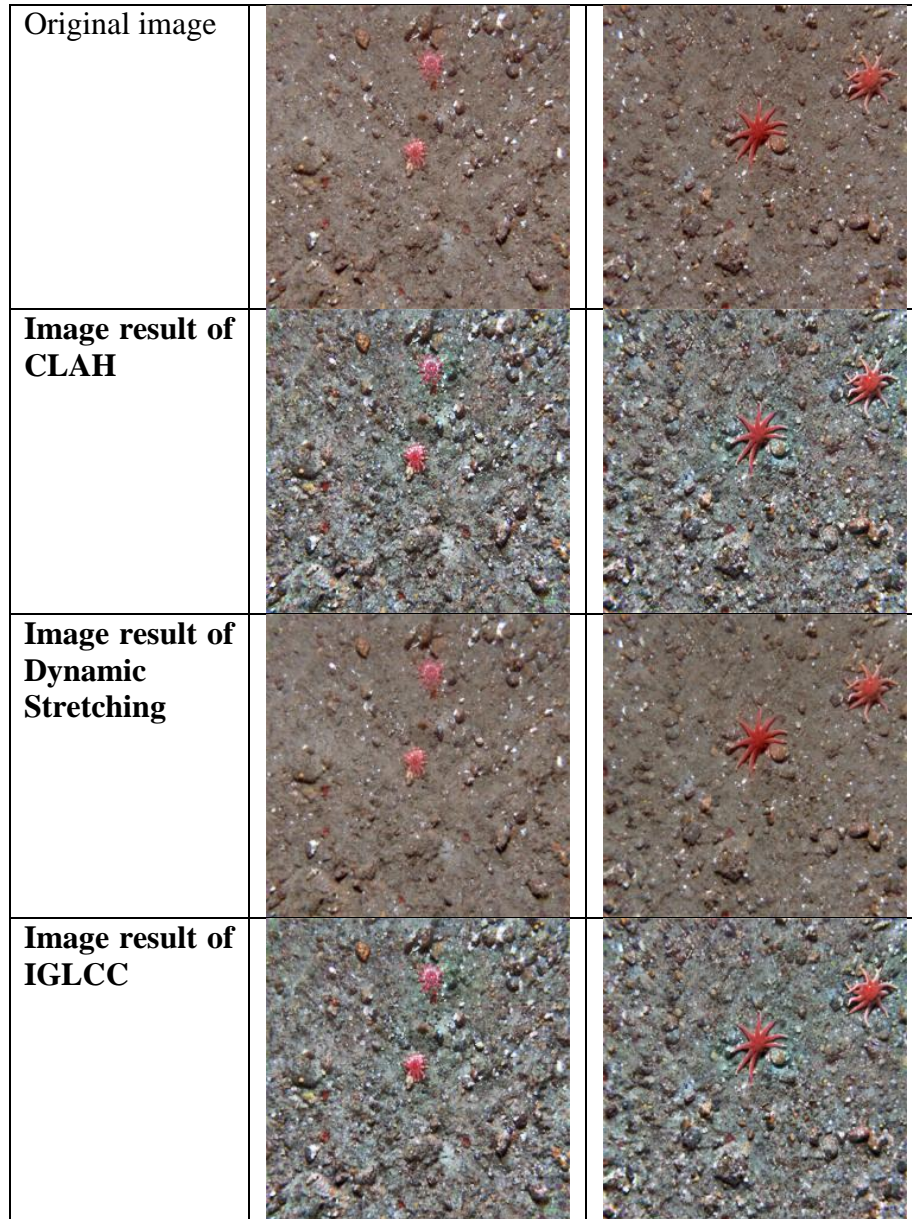 Original image
Image result of
CLAH
Image result of
Dynamic
Stretching
Image result of
IGLCC